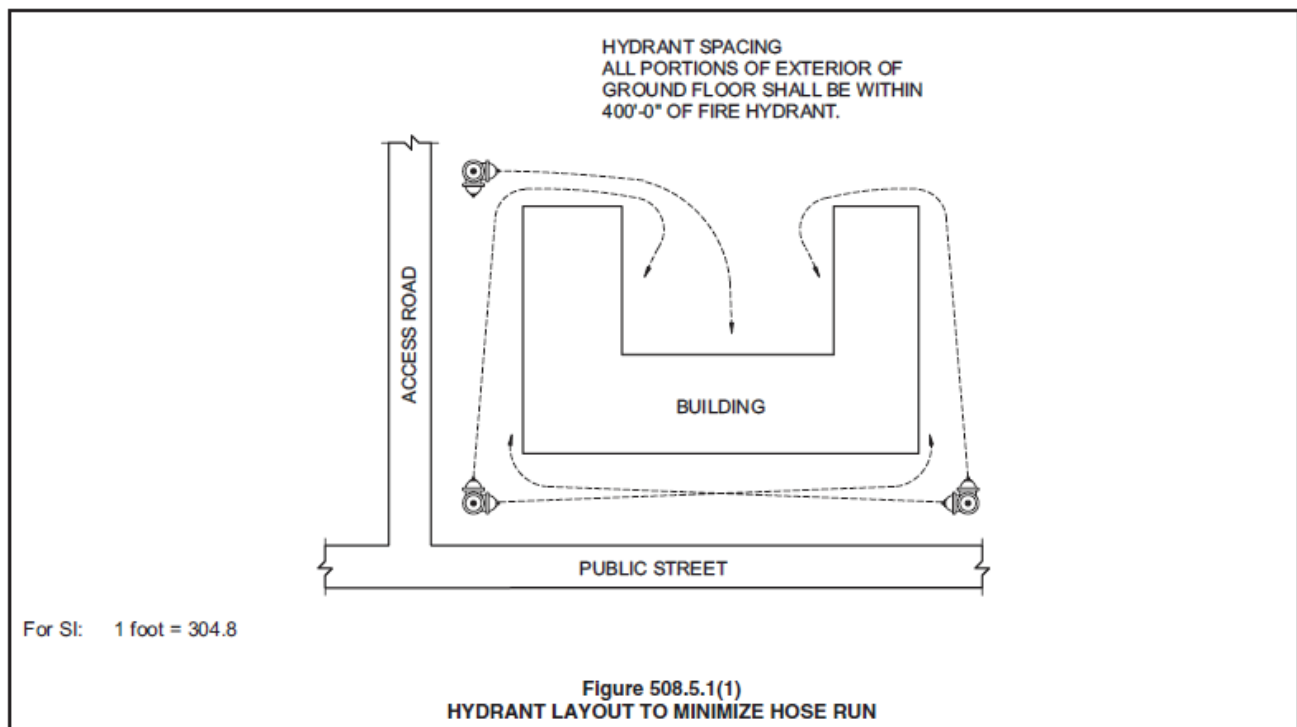 HYDRANT SPACING
ALL PORTIONS OF EXTERIOR OF
GROUND FLOOR SHALL BE WITHIN
400'-0" OF FIRE HYDRANT.
ACCESS ROAD
BUILDING
PUBLIC STREET
For SI: 1 foot = 304.8
Figure 508.5.1(1)
HYDRANT LAYOUT TO MINIMIZE HOSE RUN